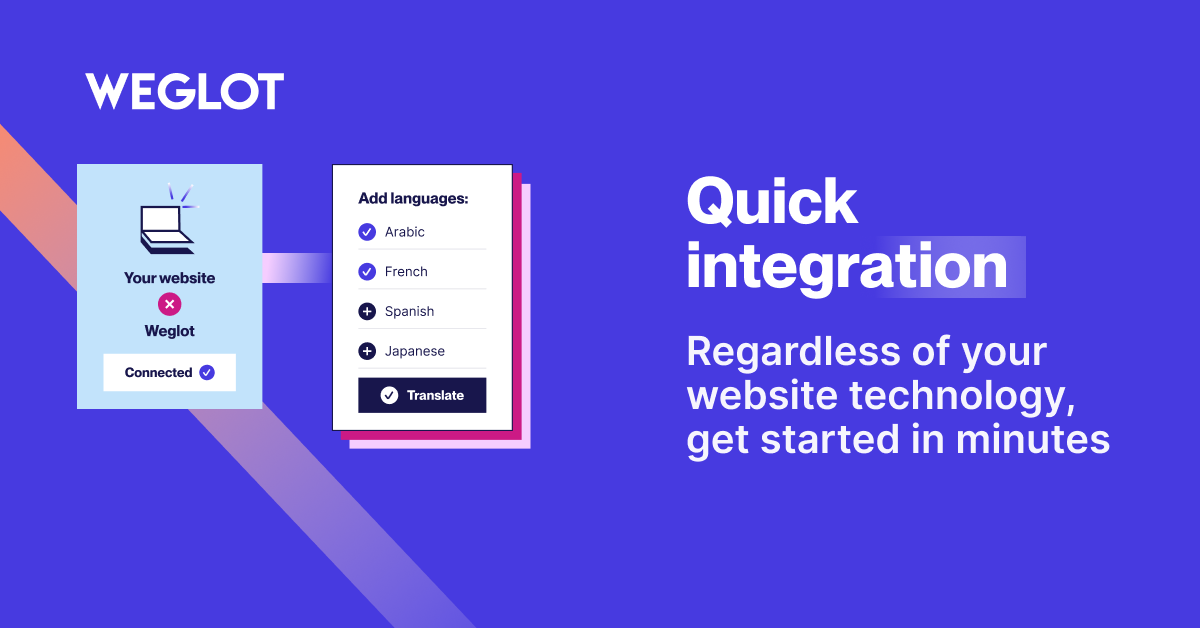 WEGLOT
Your website
Weglot
Connected
Add languages:
Arabic
French
Spanish
Japanese
Translate
Quick
integration
Regardless of your
website technology,
get started in minutes